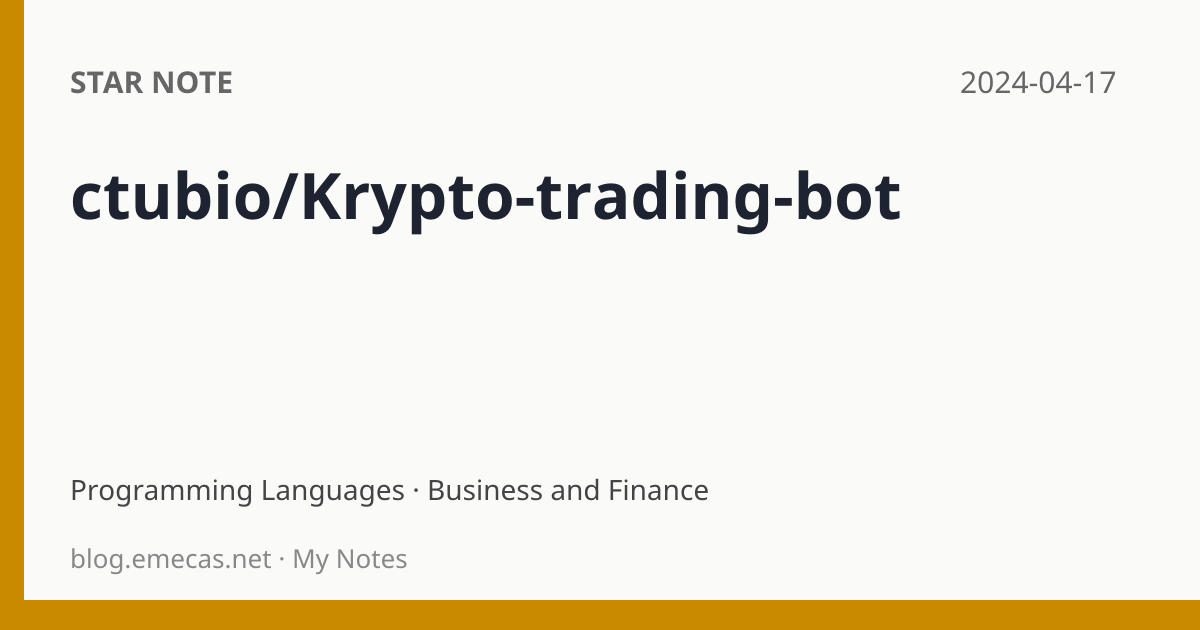 STAR NOTE
2024-04-17
ctubio/Krypto-trading-bot
Programming Languages · Business and Finance
blog.emecas.net · My Notes